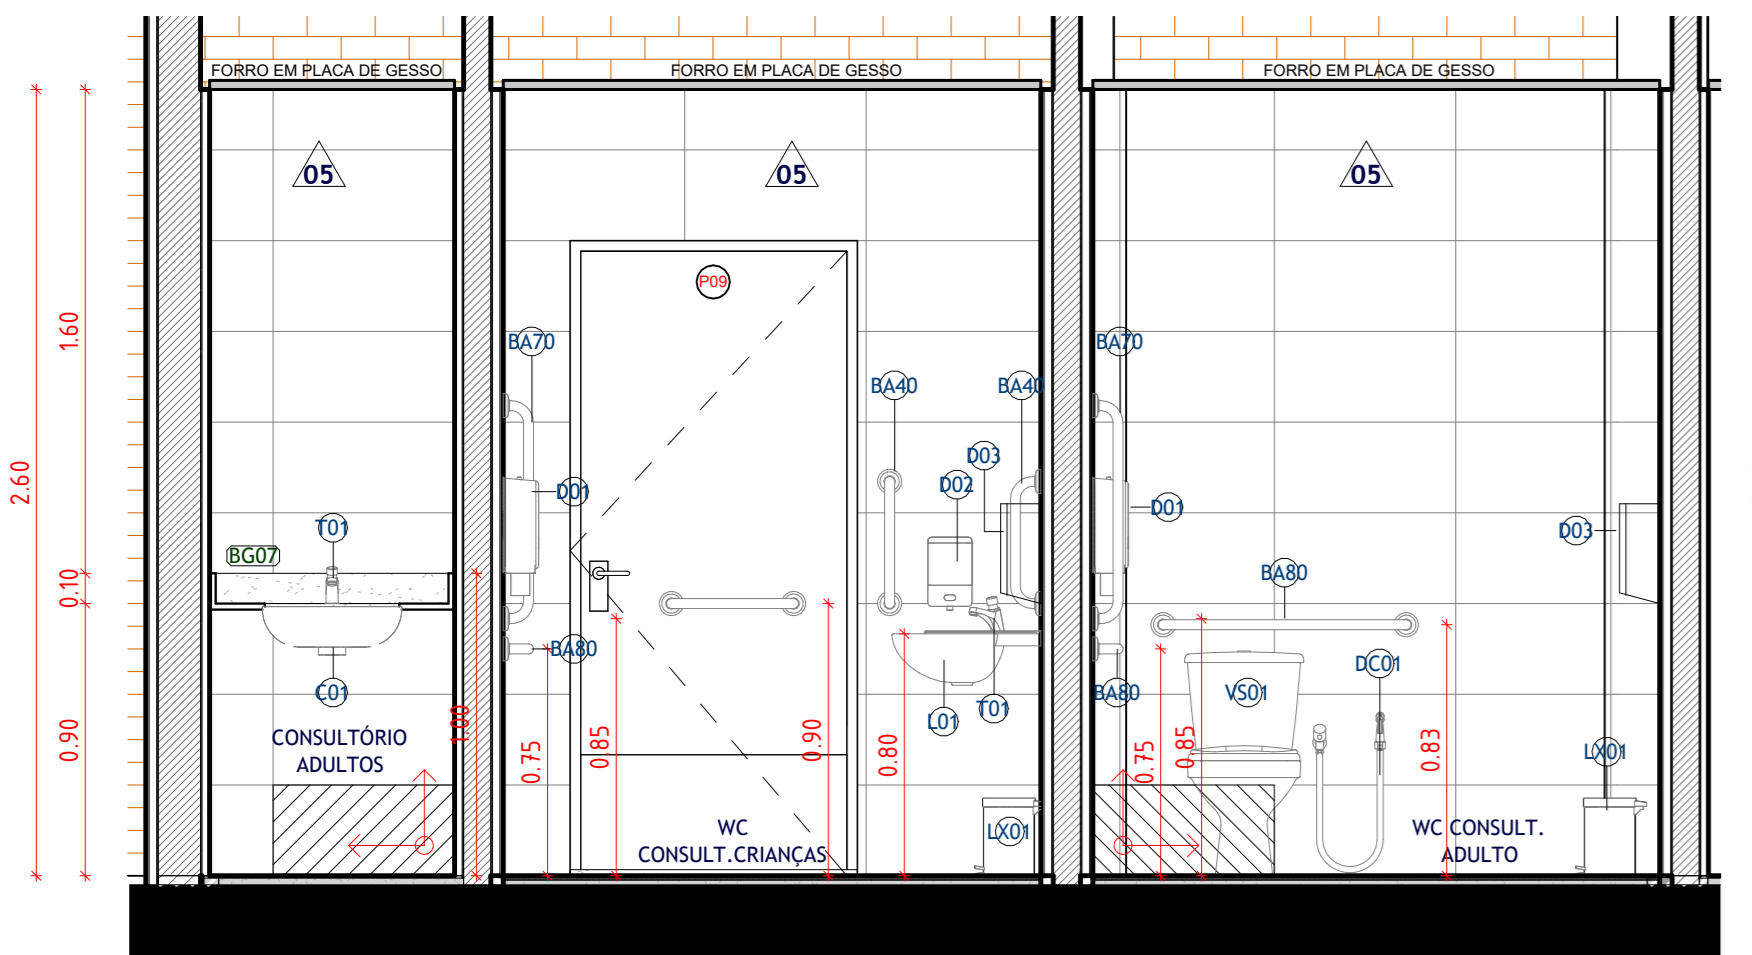 FORRO EM PLACA DE GESSO
FORRO EM PLACA DE GESSO
FORRO EM PLACA DE GESSO
05
05
05
P09
1.60
BA70
BA70
BA40
BA40
D03
2.60
D02
D01
D01
T01
D03
BG07
BA80
0.10
BA80
DC01
C01
BA80
VS01
L01
T01
1.00
0.90
0.75
0.85
0.90
0.80
0.75
0.85
0.83
LX01
CONSULTÓRIO
ADULTOS
WC
CONSULT.CRIANÇAS
LX01
WC CONSULT.
ADULTO